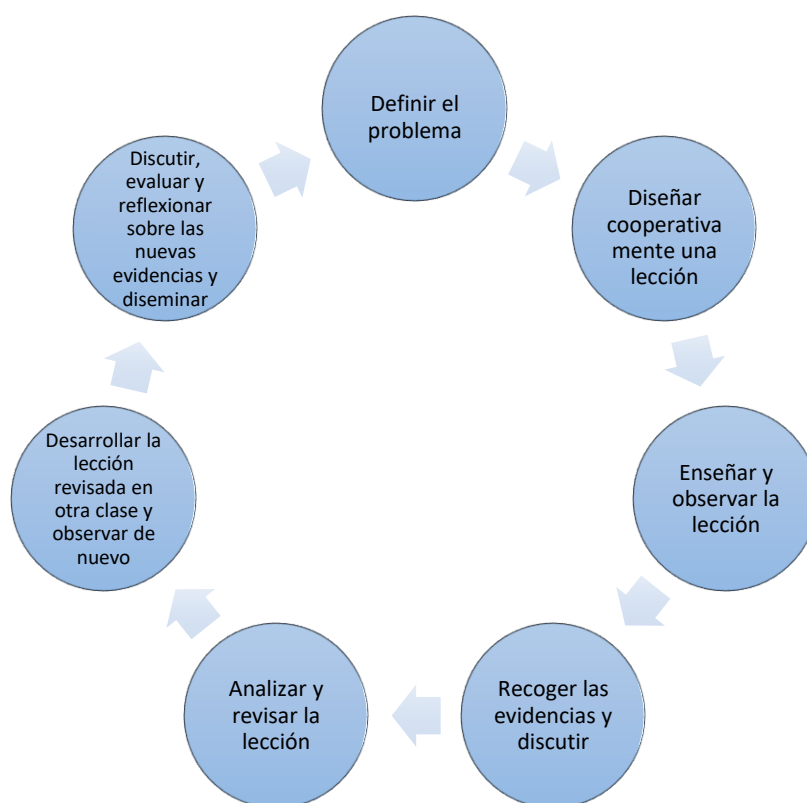 Definir el
problema
Diseñar
cooperativa
mente una
lección
Enseñar y
observar la
lección
Recoger las
evidencias y
discutir
Analizar y
revisar la
lección
Desarrollar la
lección
revisada en
otra clase y
observar de
nuevo
Discutir,
evaluar y
reflexionar
sobre las
nuevas
evidencias y
diseminar